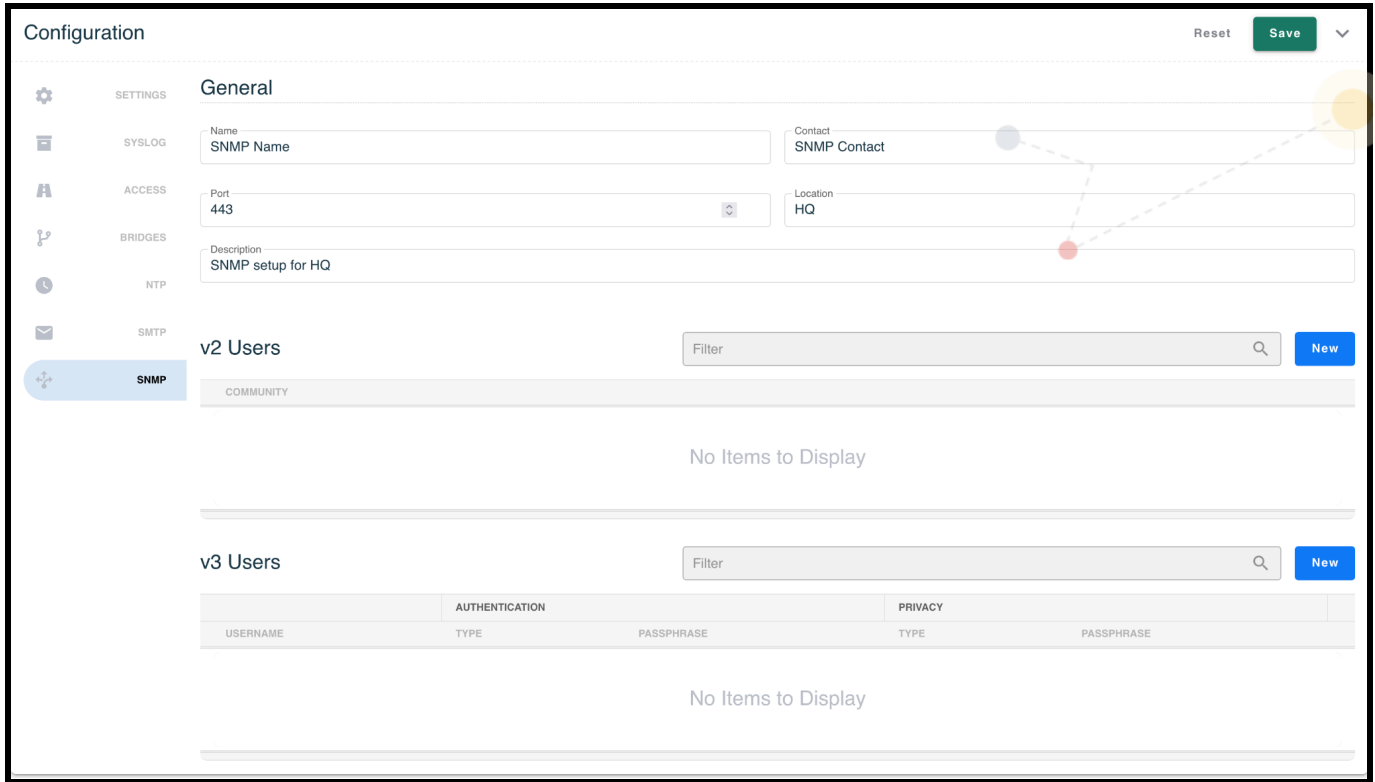 Configuration
Reset
Save
SETTINGS
SYSLOG
ACCESS
BRIDGES
NTP
SMTP
SNMP
General
Name
SNMP Name
Contact
SNMP Contact
Port
443
Location
HQ
Description
SNMP setup for HQ
v2 Users
Filter
New
COMMUNITY
No Items to Display
v3 Users
Filter
New
AUTHENTICATION PRIVACY
USERNAME TYPE PASSPHRASE TYPE PASSPHRASE
No Items to Display